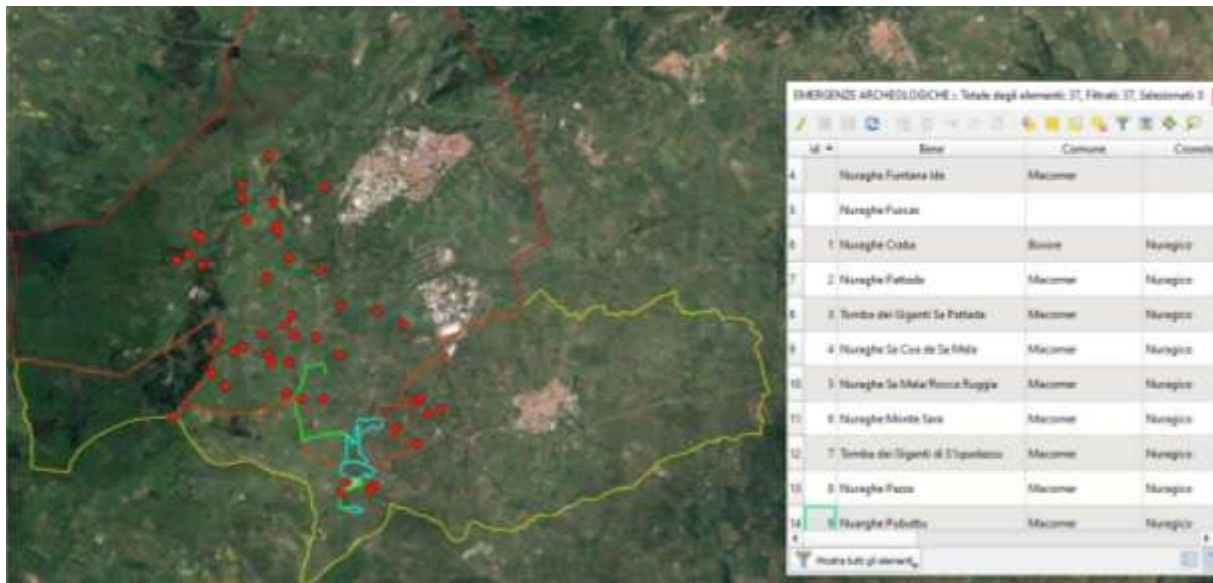 EMERGENZE ARCHEOLOGICHE :: Totale degli elementi: 37, Filtrati: 37, Selezionati: 0
id Bene Comune
4 Nuraghe Funtana Ide Macomer
5 Nuraghe Fuscas
6 1 Nuraghe Craba Borore Nuragico
7 2 Nuraghe Pattada Macomer Nuragico
8 3 Tomba dei Giganti Sa Pattada Macomer Nuragico
9 4 Nuraghe Sa Coa de Sa Mela Macomer Nuragico
10 5 Nuraghe Sa Mela/Rocca Ruggia Macomer Nuragico
11 6 Nuraghe Monte Sara Macomer Nuragico
12 7 Tomba dei Giganti di Macomer Nuragico
13 8 Nuraghe Macomer Nuragico
14 9 Macomer Nuragico
Mostra tutti gli elementi